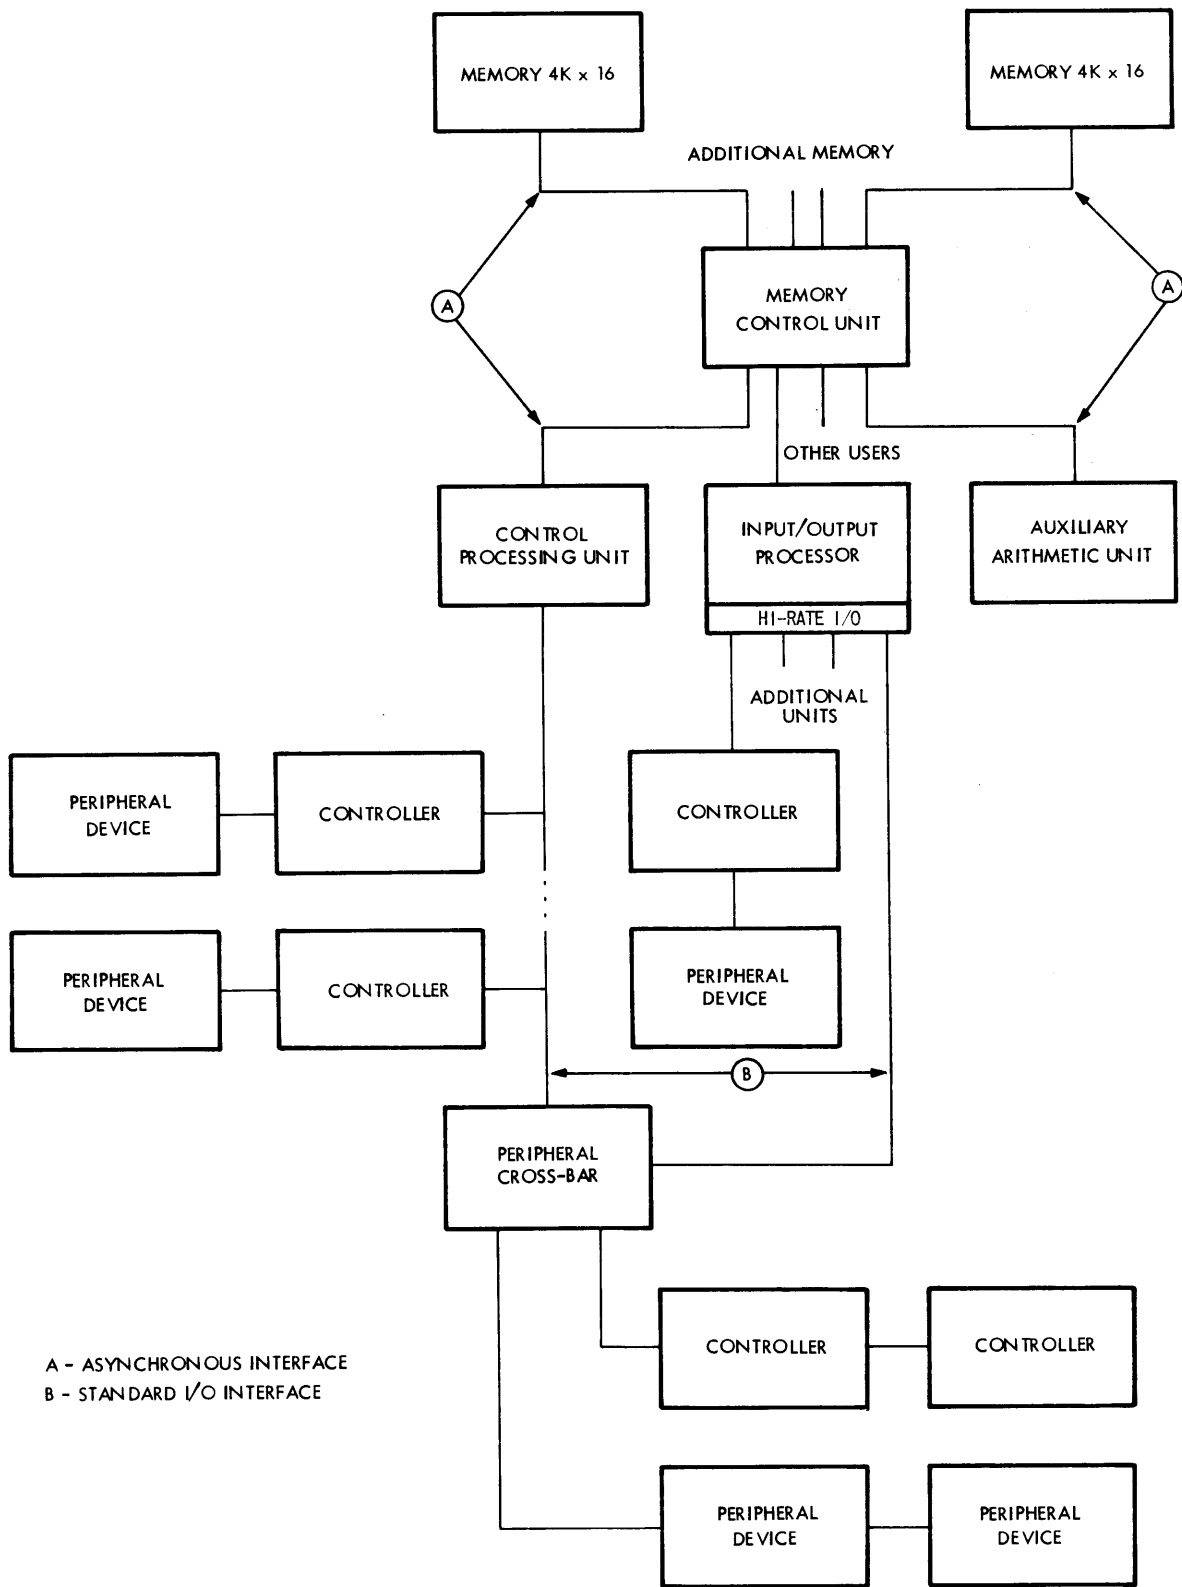 MEMORY 4K x 16
MEMORY 4K x 16
ADDITIONAL MEMORY
A
MEMORY
CONTROL UNIT
A
OTHER USERS
CONTROL
PROCESSING UNIT
INPUT/OUTPUT
PROCESSOR
HI-RATE I/O
AUXILIARY
ARITHMETIC UNIT
ADDITIONAL
UNITS
PERIPHERAL
DEVICE
CONTROLLER
CONTROLLER
PERIPHERAL
DEVICE
CONTROLLER
PERIPHERAL
DEVICE
B
PERIPHERAL
CROSS-BAR
CONTROLLER
CONTROLLER
A - ASYNCHRONOUS INTERFACE
B - STANDARD I/O INTERFACE
PERIPHERAL
DEVICE
PERIPHERAL
DEVICE